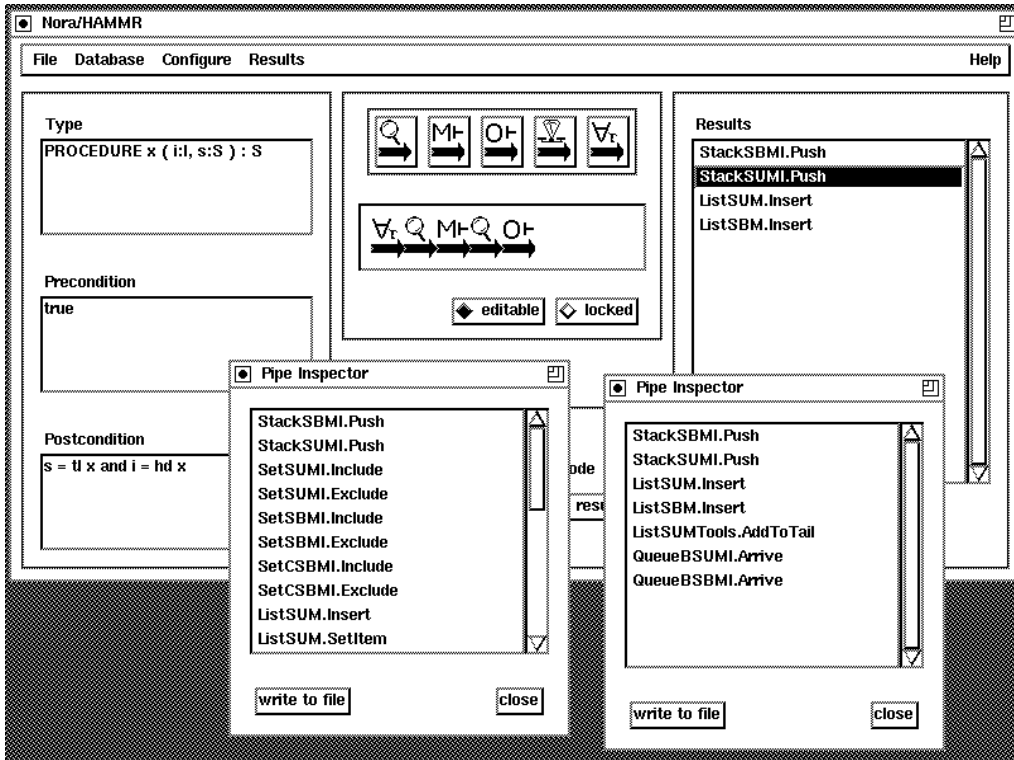 Nora/HAMMR
File Database Configure Results Help
Type
PROCEDURE x ( i:I, s:S ) : S
Precondition
true
Postcondition
s = tl x and i = hd x
M⊢ O⊢ ∀τ
∀τ M⊢ O⊢
editable locked
Results
StackSBMI.Push
StackSUMI.Push
ListSUM.Insert
ListSBM.Insert
Pipe Inspector
StackSBMI.Push
StackSUMI.Push
SetSUMI.Include
SetSUMI.Exclude
SetSBMI.Include
SetSBMI.Exclude
SetCSBMI.Include
SetCSBMI.Exclude
ListSUM.Insert
ListSUM.SetItem
write to file close
Pipe Inspector
StackSBMI.Push
StackSUMI.Push
ListSUM.Insert
ListSBM.Insert
ListSUMTools.AddToTail
QueueBSUMI.Arrive
QueueBSBMI.Arrive
write to file close